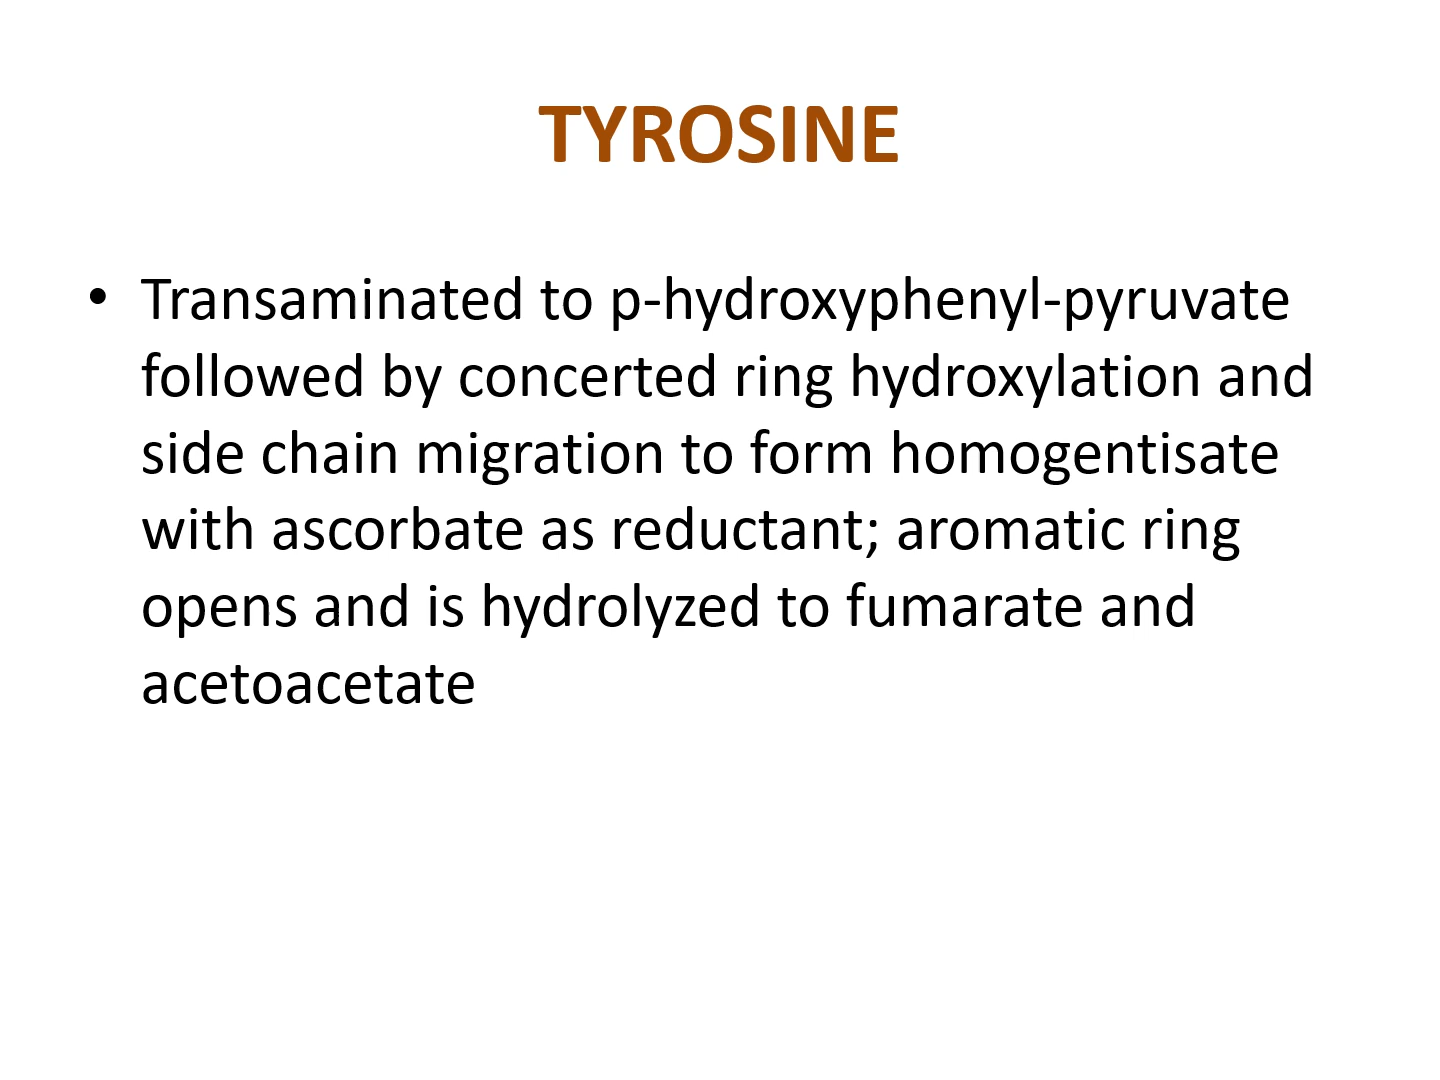 TYROSINE
• Transaminated to p-hydroxyphenyl-pyruvate
followed by concerted ring hydroxylation and
side chain migration to form homogentisate
with ascorbate as reductant; aromatic ring
opens and is hydrolyzed to fumarate and
acetoacetate